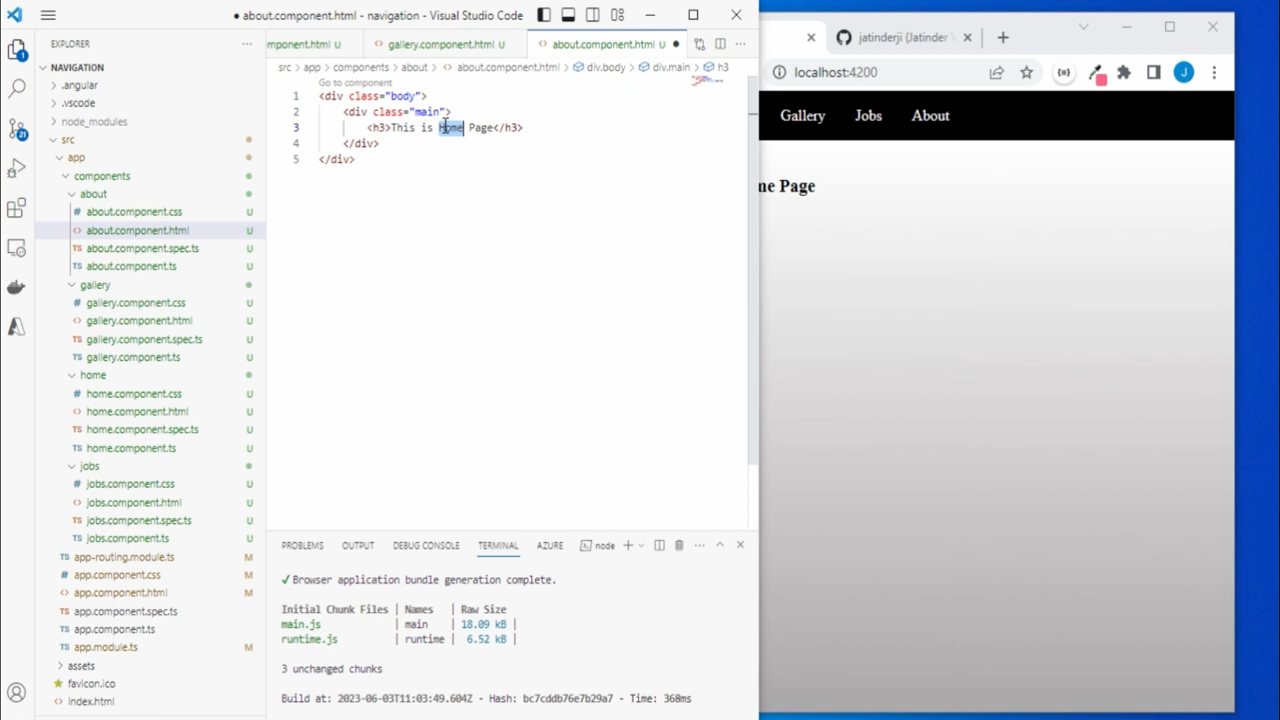 ● about.component.html - navigation - Visual Studio Code
EXPLORER
NAVIGATION
.angular
.vscode
node_modules
src
app
components
about
about.component.css U
about.component.html U
about.component.spec.ts U
about.component.ts U
gallery
gallery.component.css U
gallery.component.html U
gallery.component.spec.ts U
gallery.component.ts U
home
home.component.css U
home.component.html U
home.component.spec.ts U
home.component.ts U
jobs
jobs.component.css U
jobs.component.html U
jobs.component.spec.ts U
jobs.component.ts U
app-routing.module.ts M
app.component.css M
app.component.html M
app.component.spec.ts
app.component.ts
app.module.ts M
assets
favicon.ico
index.html
1
21
mponent.html U
gallery.component.html U
about.component.html U ●
src > app > components > about > about.component.html > div.body > div.main > h3
Go to component
1 <div class="body">
2 <div class="main">
3 <h3>This is Home Page</h3>
4 </div>
5 </div>
PROBLEMS OUTPUT DEBUG CONSOLE TERMINAL AZURE node
✓ Browser application bundle generation complete.
Initial Chunk Files | Names | Raw Size
main.js | main | 18.09 kB |
runtime.js | runtime | 6.52 kB |
3 unchanged chunks
Build at: 2023-06-03T11:03:49.604Z - Hash: bc7cddb76e7b29a7 - Time: 368ms
jatinderji (Jatinder
localhost:4200
J
Gallery Jobs About
me Page